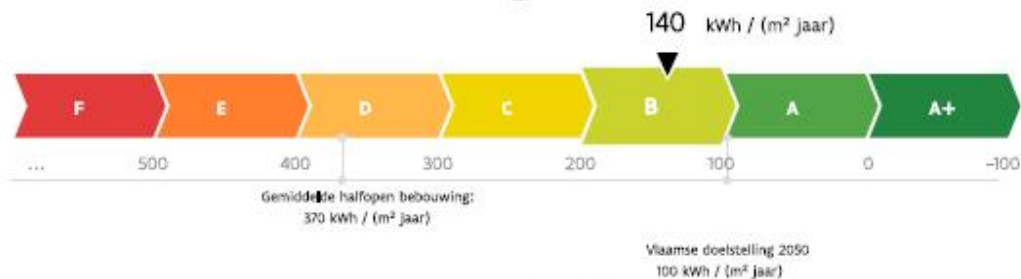 140 kWh / (m² jaar)
F E D C B A A+
... 500 400 300 200 100 0 -100
Gemiddelde halfopen bebouwing:
370 kWh / (m² jaar)
Vlaamse doelstelling 2050
100 kWh / (m² jaar)